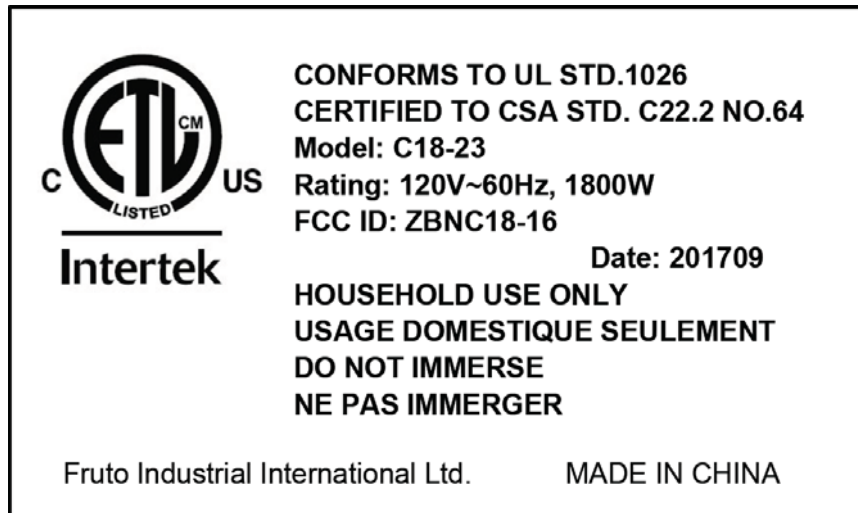 CONFORMS TO UL STD.1026
CERTIFIED TO CSA STD. C22.2 NO.64
Model: C18-23
Rating: 120V~60Hz, 1800W
FCC ID: ZBNC18-16
Date: 201709
HOUSEHOLD USE ONLY
USAGE DOMESTIQUE SEULEMENT
DO NOT IMMERSE
NE PAS IMMERGER
ETL CM
C US
LISTED
Intertek
Fruto Industrial International Ltd. MADE IN CHINA